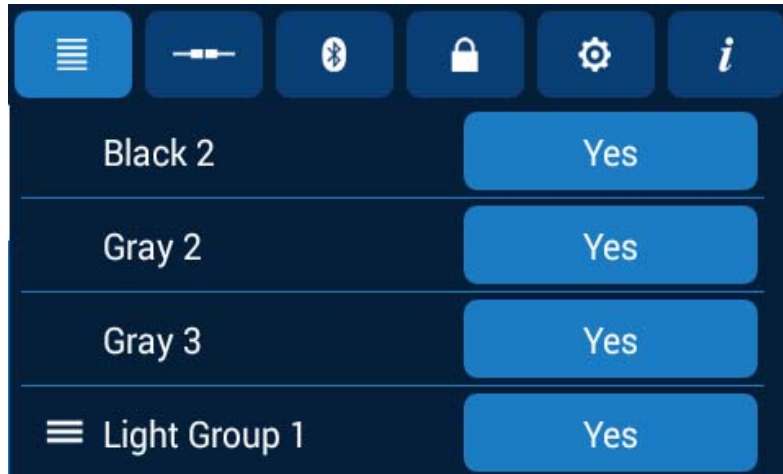 i
Black 2 Yes
Gray 2 Yes
Gray 3 Yes
Light Group 1 Yes